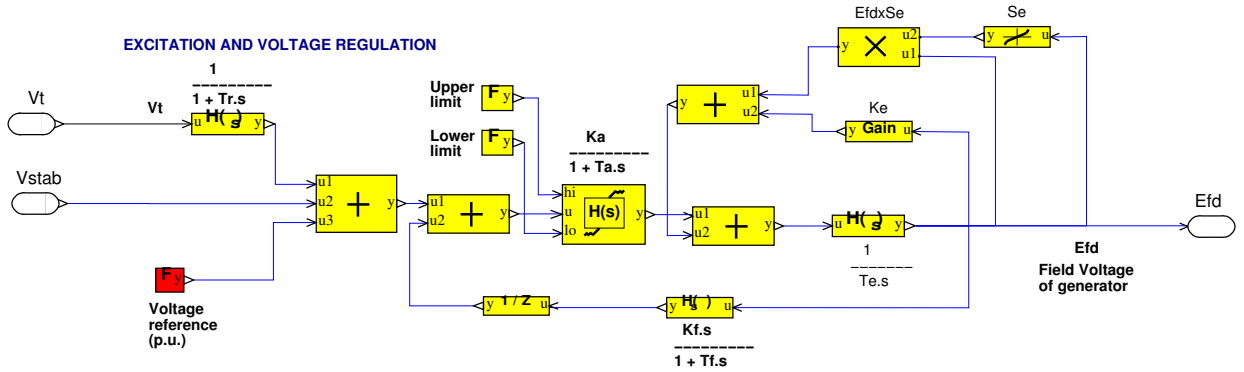 EXCITATION AND VOLTAGE REGULATION
EfdxSe
Se
y
u2
u1
y
u
1
1 + Tr.s
Vt
Vt
u H( s) y
Upper
limit
F y
Lower
limit
F y
Ka
1 + Ta.s
y
u1
u2
Ke
y Gain u
Vstab
u1
u2
u3
y
u1
u2
y
hi
u
lo
H(s)
y
u1
u2
y
u H( s) y
Efd
1
Te.s
Efd
Field Voltage
of generator
F y
Voltage
reference
(p.u.)
y 1 / Z u
y H(s ) u
Kf.s
1 + Tf.s